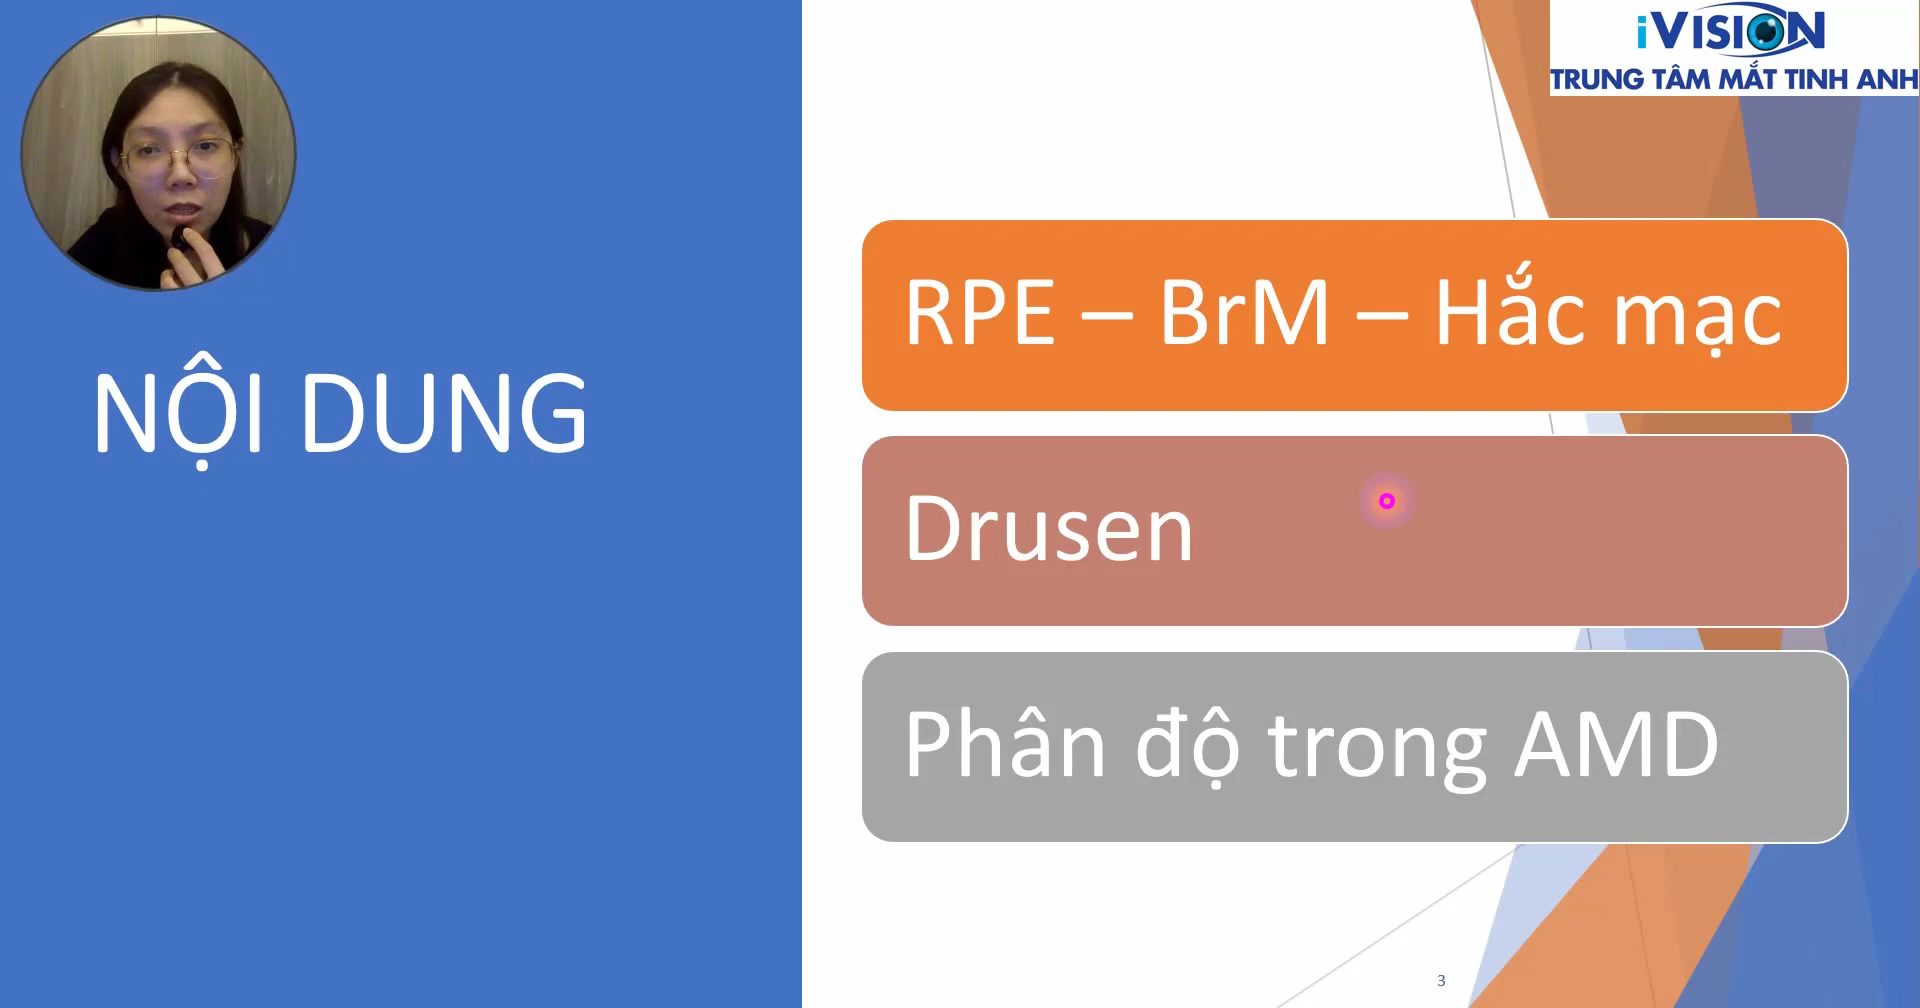 iVISION
TRUNG TÂM MẮT TINH ANH
NỘI DUNG
RPE – BrM – Hắc mạc
Drusen
Phân độ trong AMD
3